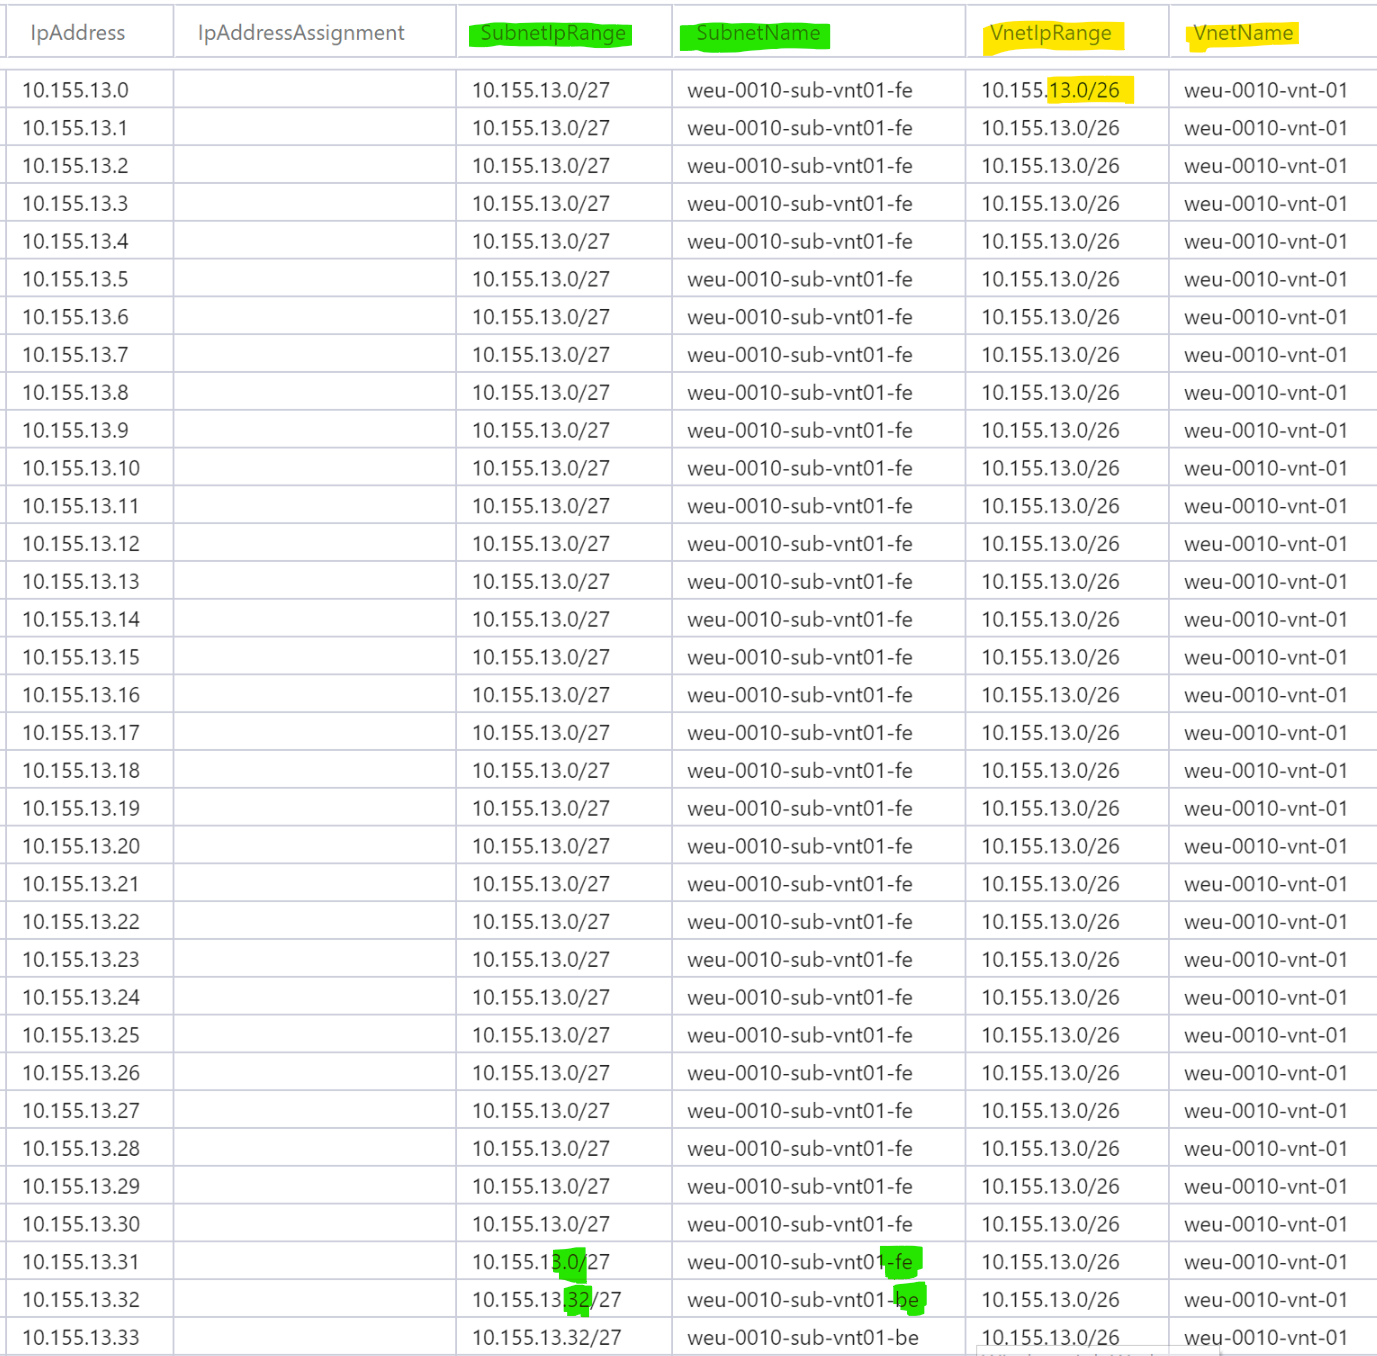 IpAddress IpAddressAssignment SubnetIpRange SubnetName VnetIpRange VnetName
10.155.13.0 10.155.13.0/27 weu-0010-sub-vnt01-fe 10.155.13.0/26 weu-0010-vnt-01
10.155.13.1 10.155.13.0/27 weu-0010-sub-vnt01-fe 10.155.13.0/26 weu-0010-vnt-01
10.155.13.2 10.155.13.0/27 weu-0010-sub-vnt01-fe 10.155.13.0/26 weu-0010-vnt-01
10.155.13.3 10.155.13.0/27 weu-0010-sub-vnt01-fe 10.155.13.0/26 weu-0010-vnt-01
10.155.13.4 10.155.13.0/27 weu-0010-sub-vnt01-fe 10.155.13.0/26 weu-0010-vnt-01
10.155.13.5 10.155.13.0/27 weu-0010-sub-vnt01-fe 10.155.13.0/26 weu-0010-vnt-01
10.155.13.6 10.155.13.0/27 weu-0010-sub-vnt01-fe 10.155.13.0/26 weu-0010-vnt-01
10.155.13.7 10.155.13.0/27 weu-0010-sub-vnt01-fe 10.155.13.0/26 weu-0010-vnt-01
10.155.13.8 10.155.13.0/27 weu-0010-sub-vnt01-fe 10.155.13.0/26 weu-0010-vnt-01
10.155.13.9 10.155.13.0/27 weu-0010-sub-vnt01-fe 10.155.13.0/26 weu-0010-vnt-01
10.155.13.10 10.155.13.0/27 weu-0010-sub-vnt01-fe 10.155.13.0/26 weu-0010-vnt-01
10.155.13.11 10.155.13.0/27 weu-0010-sub-vnt01-fe 10.155.13.0/26 weu-0010-vnt-01
10.155.13.12 10.155.13.0/27 weu-0010-sub-vnt01-fe 10.155.13.0/26 weu-0010-vnt-01
10.155.13.13 10.155.13.0/27 weu-0010-sub-vnt01-fe 10.155.13.0/26 weu-0010-vnt-01
10.155.13.14 10.155.13.0/27 weu-0010-sub-vnt01-fe 10.155.13.0/26 weu-0010-vnt-01
10.155.13.15 10.155.13.0/27 weu-0010-sub-vnt01-fe 10.155.13.0/26 weu-0010-vnt-01
10.155.13.16 10.155.13.0/27 weu-0010-sub-vnt01-fe 10.155.13.0/26 weu-0010-vnt-01
10.155.13.17 10.155.13.0/27 weu-0010-sub-vnt01-fe 10.155.13.0/26 weu-0010-vnt-01
10.155.13.18 10.155.13.0/27 weu-0010-sub-vnt01-fe 10.155.13.0/26 weu-0010-vnt-01
10.155.13.19 10.155.13.0/27 weu-0010-sub-vnt01-fe 10.155.13.0/26 weu-0010-vnt-01
10.155.13.20 10.155.13.0/27 weu-0010-sub-vnt01-fe 10.155.13.0/26 weu-0010-vnt-01
10.155.13.21 10.155.13.0/27 weu-0010-sub-vnt01-fe 10.155.13.0/26 weu-0010-vnt-01
10.155.13.22 10.155.13.0/27 weu-0010-sub-vnt01-fe 10.155.13.0/26 weu-0010-vnt-01
10.155.13.23 10.155.13.0/27 weu-0010-sub-vnt01-fe 10.155.13.0/26 weu-0010-vnt-01
10.155.13.24 10.155.13.0/27 weu-0010-sub-vnt01-fe 10.155.13.0/26 weu-0010-vnt-01
10.155.13.25 10.155.13.0/27 weu-0010-sub-vnt01-fe 10.155.13.0/26 weu-0010-vnt-01
10.155.13.26 10.155.13.0/27 weu-0010-sub-vnt01-fe 10.155.13.0/26 weu-0010-vnt-01
10.155.13.27 10.155.13.0/27 weu-0010-sub-vnt01-fe 10.155.13.0/26 weu-0010-vnt-01
10.155.13.28 10.155.13.0/27 weu-0010-sub-vnt01-fe 10.155.13.0/26 weu-0010-vnt-01
10.155.13.29 10.155.13.0/27 weu-0010-sub-vnt01-fe 10.155.13.0/26 weu-0010-vnt-01
10.155.13.30 10.155.13.0/27 weu-0010-sub-vnt01-fe 10.155.13.0/26 weu-0010-vnt-01
10.155.13.31 10.155.13.0/27 weu-0010-sub-vnt01-fe 10.155.13.0/26 weu-0010-vnt-01
10.155.13.32 10.155.13.32/27 weu-0010-sub-vnt01-be 10.155.13.0/26 weu-0010-vnt-01
10.155.13.33 10.155.13.32/27 weu-0010-sub-vnt01-be 10.155.13.0/26 weu-0010-vnt-01